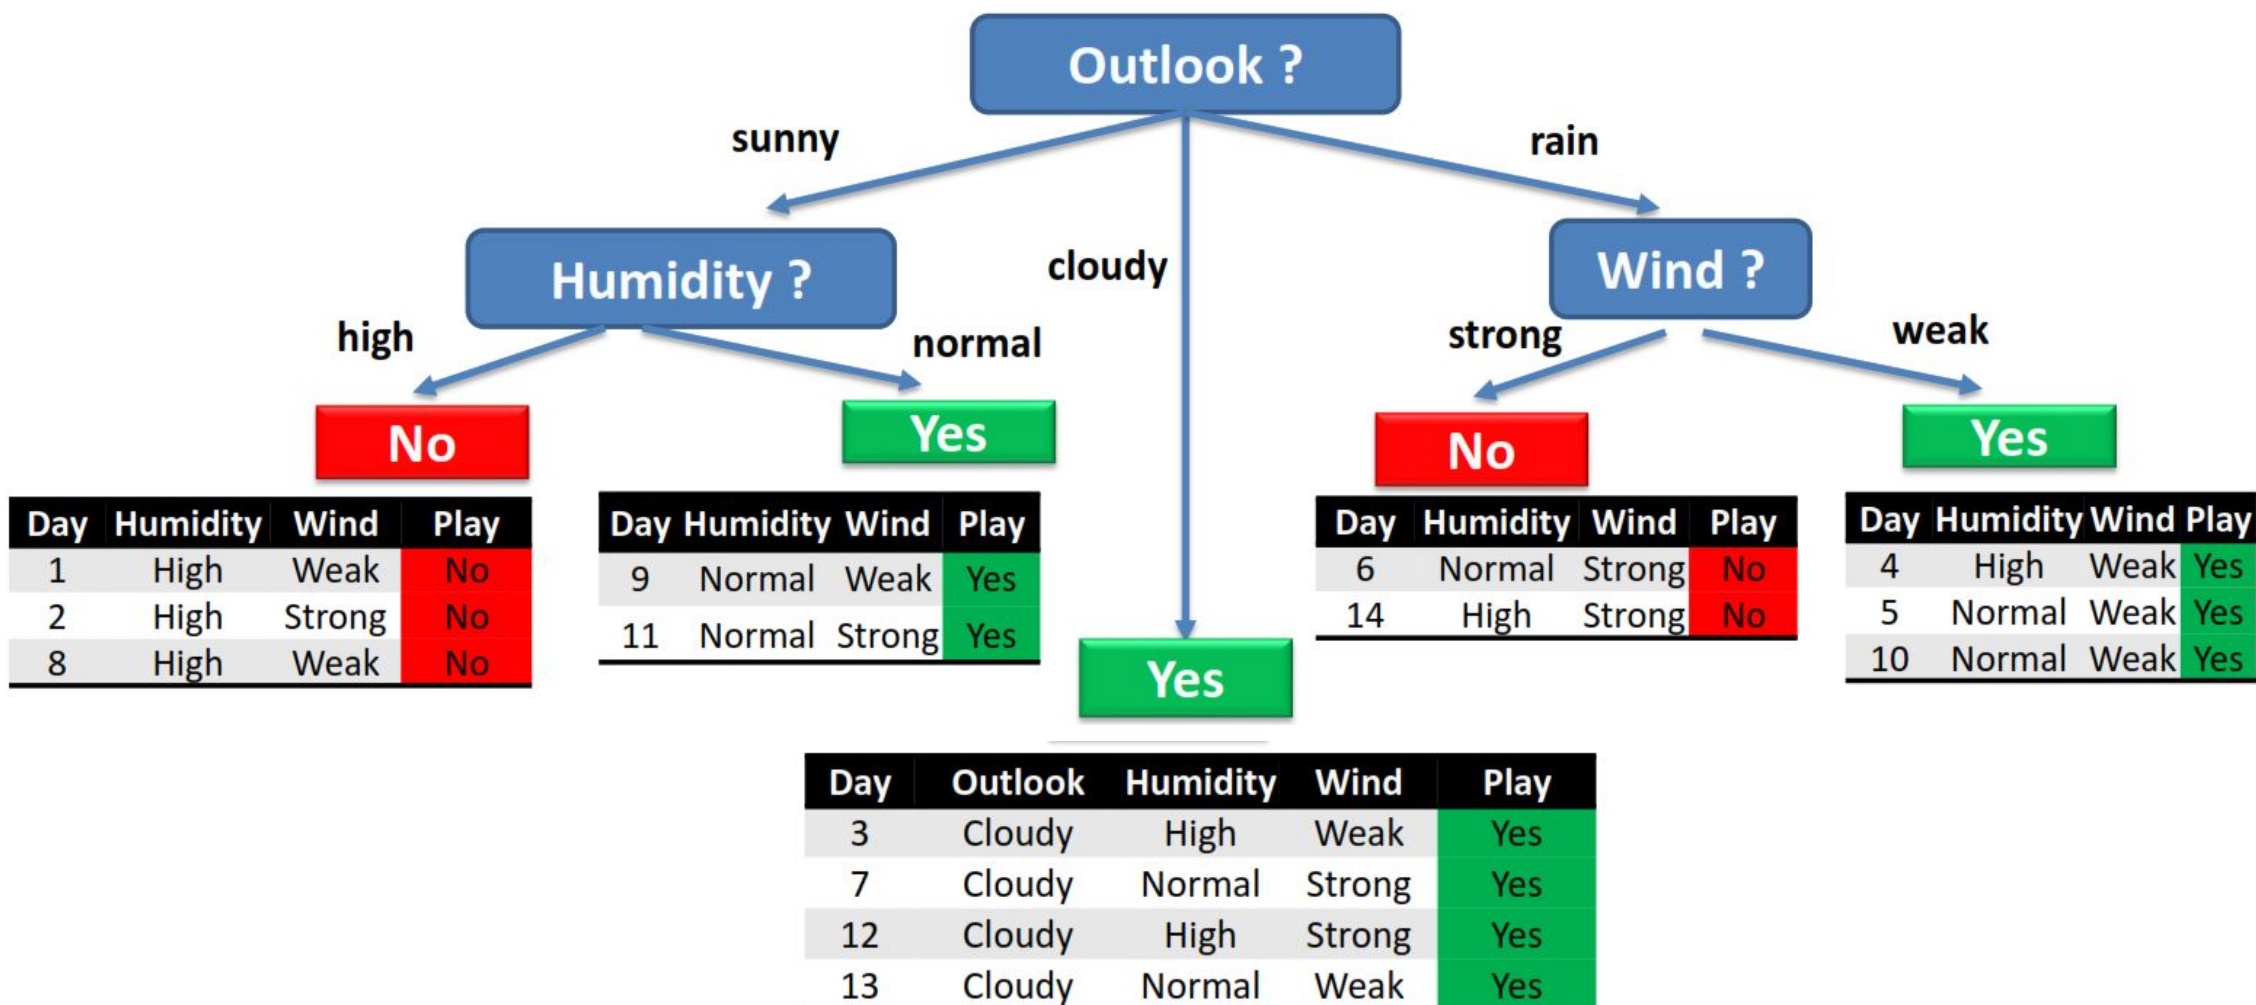 Outlook ?
sunny
rain
cloudy
Humidity ?
Wind ?
high
normal
strong
weak
No
Yes
No
Yes
Day Humidity Wind Play
1 High Weak No
2 High Strong No
8 High Weak No
Day Humidity Wind Play
9 Normal Weak Yes
11 Normal Strong Yes
Day Humidity Wind Play
6 Normal Strong No
14 High Strong No
Day Humidity Wind Play
4 High Weak Yes
5 Normal Weak Yes
10 Normal Weak Yes
Yes
Day Outlook Humidity Wind Play
3 Cloudy High Weak Yes
7 Cloudy Normal Strong Yes
12 Cloudy High Strong Yes
13 Cloudy Normal Weak Yes